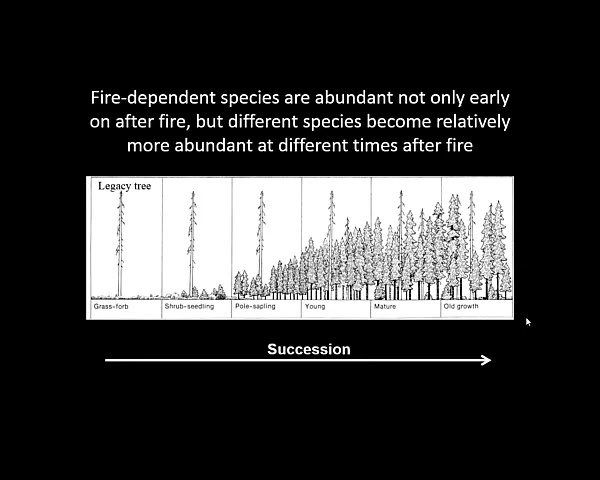 Fire-dependent species are abundant not only early
on after fire, but different species become relatively
more abundant at different times after fire
Legacy tree
Grass-forb Shrub-seedling Pole-sapling Young Mature Old growth
Succession